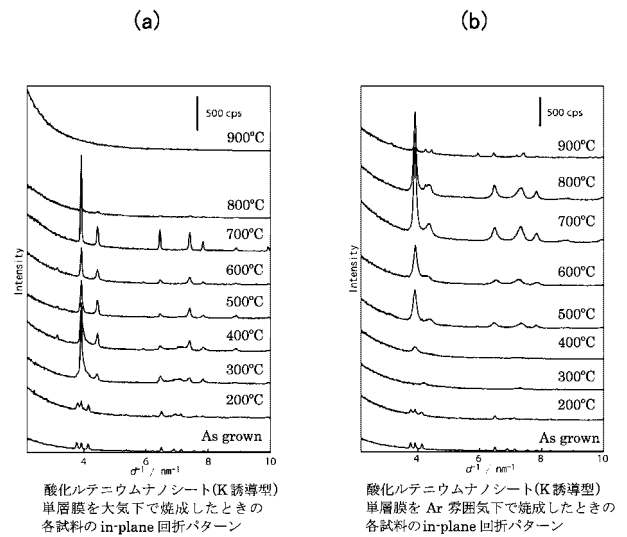 (a)
500 cps
900℃
800℃
700℃
600℃
500℃
400℃
300℃
200℃
As grown
Intensity
4
6
8
10
d⁻¹ / nm⁻¹
酸化ルテニウムナノシート(K誘導型)
単層膜を大気下で焼成したときの
各試料の in-plane 回折パターン
(b)
500 cps
900℃
800℃
700℃
600℃
500℃
400℃
300℃
200℃
As grown
Intensity
4
6
8
10
d⁻¹ / nm⁻¹
酸化ルテニウムナノシート(K 誘導型)
単層膜を Ar 雰囲気下で焼成したときの
各試料の in-plane 回折パターン